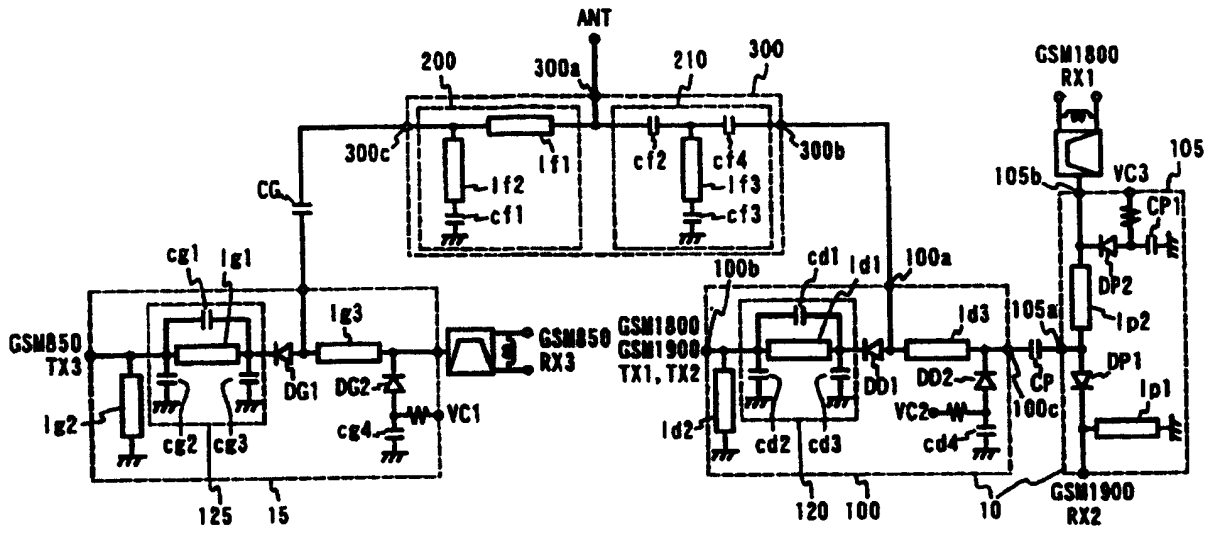 ANT
200
300a
210
300
GSM1800
RX1
300c
lf1
cf2
cf4
300b
105
105b
VC3
CP1
CG
lf2
cf1
lf3
cf3
cg1
lg1
100b
cd1
ld1
100a
DP2
lp2
lg3
GSM1800
GSM1900
TX1, TX2
ld3
105a
GSM850
TX3
GSM850
RX3
DG1
DG2
VC1
DD1
DD2
CP
100c
DP1
lp1
lg2
cg2
cg3
cg4
ld2
VC2
cd2
cd3
cd4
125
15
120
100
10
GSM1900
RX2